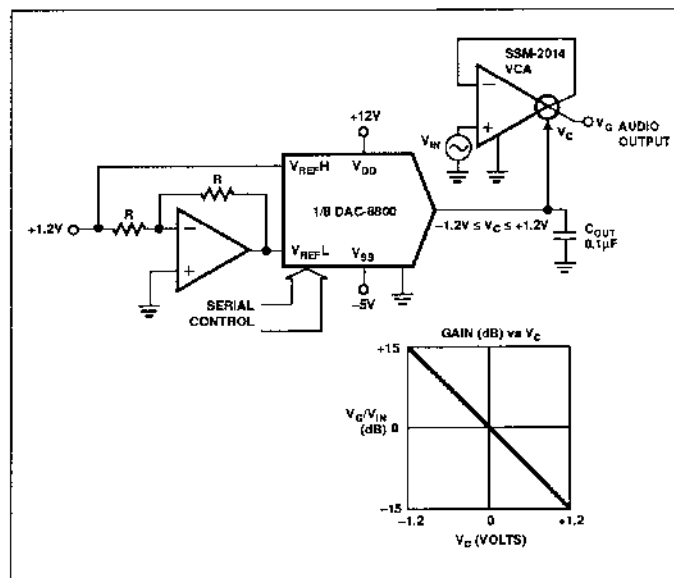 SSM-2014
VCA
+12V
V_IN
V_C
V_G AUDIO
OUTPUT
V_REFH V_DD
R
R
+1.2V
1/8 DAC-8800
−1.2V ≤ V_C ≤ +1.2V
C_OUT
0.1µF
V_REFL V_SS
SERIAL
CONTROL
−5V
GAIN (dB) vs V_C
+15
V_G/V_IN
(dB)
0
−15
−1.2 0 +1.2
V_C (VOLTS)
− + − +